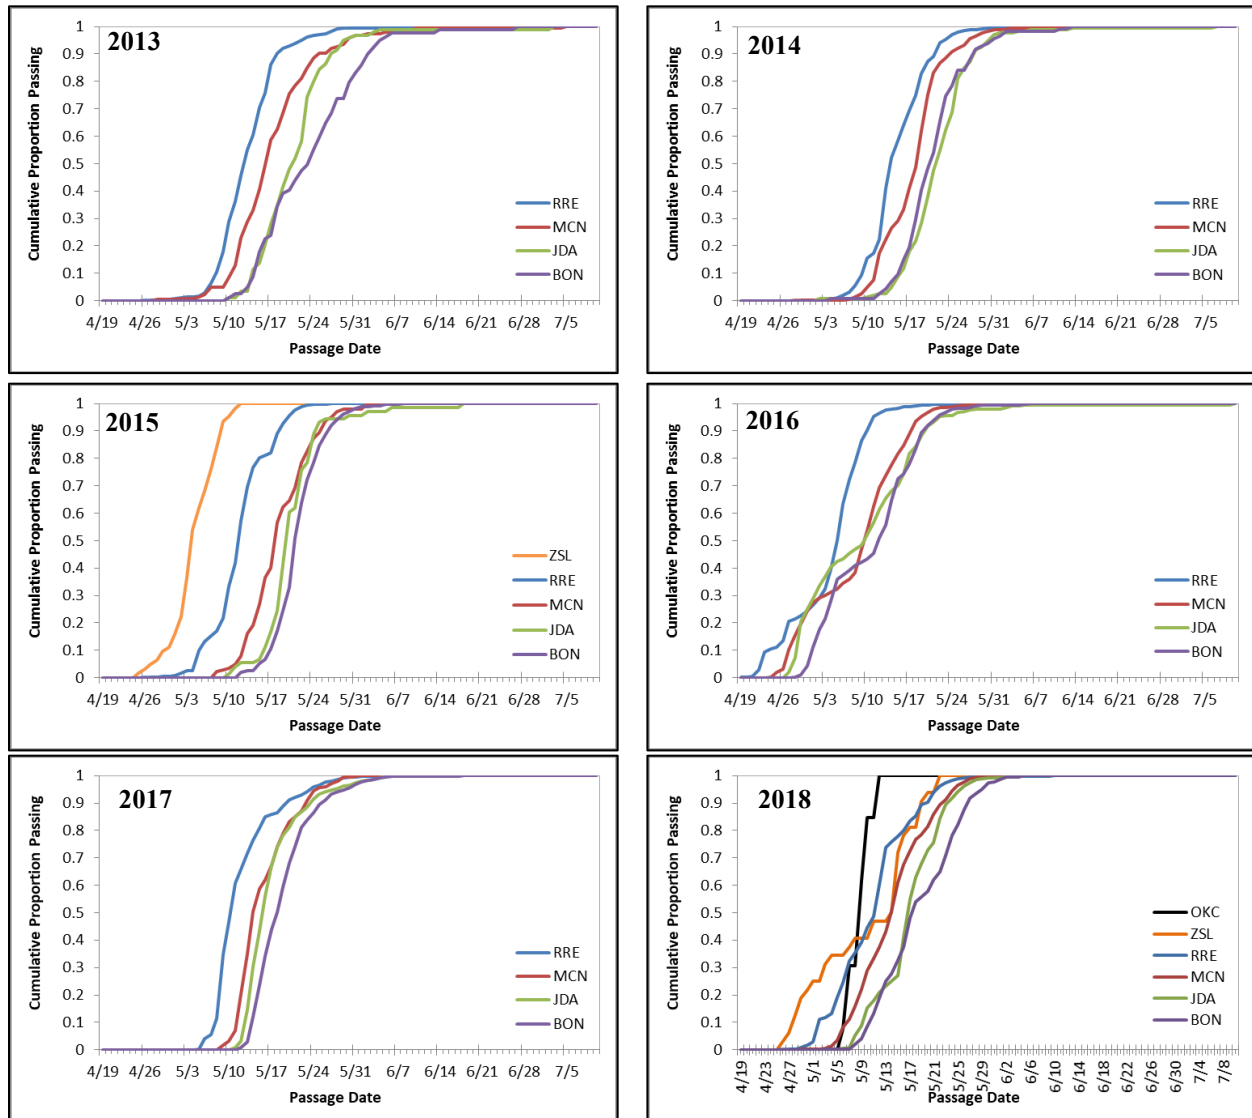 2013
Cumulative Proportion Passing
1
0.9
0.8
0.7
0.6
0.5
0.4
0.3
0.2
0.1
0
RRE
MCN
JDA
BON
4/19 4/26 5/3 5/10 5/17 5/24 5/31 6/7 6/14 6/21 6/28 7/5
Passage Date
2014
Cumulative Proportion Passing
1
0.9
0.8
0.7
0.6
0.5
0.4
0.3
0.2
0.1
0
RRE
MCN
JDA
BON
4/19 4/26 5/3 5/10 5/17 5/24 5/31 6/7 6/14 6/21 6/28 7/5
Passage Date
2015
Cumulative Proportion Passing
1
0.9
0.8
0.7
0.6
0.5
0.4
0.3
0.2
0.1
0
ZSL
RRE
MCN
JDA
BON
4/19 4/26 5/3 5/10 5/17 5/24 5/31 6/7 6/14 6/21 6/28 7/5
Passage Date
2016
Cumulative Proportion Passing
1
0.9
0.8
0.7
0.6
0.5
0.4
0.3
0.2
0.1
0
RRE
MCN
JDA
BON
4/19 4/26 5/3 5/10 5/17 5/24 5/31 6/7 6/14 6/21 6/28 7/5
Passage Date
2017
Cumulative Proportion Passing
1
0.9
0.8
0.7
0.6
0.5
0.4
0.3
0.2
0.1
0
RRE
MCN
JDA
BON
4/19 4/26 5/3 5/10 5/17 5/24 5/31 6/7 6/14 6/21 6/28 7/5
Passage Date
2018
Cumulative Proportion Passing
1
0.9
0.8
0.7
0.6
0.5
0.4
0.3
0.2
0.1
0
OKC
ZSL
RRE
MCN
JDA
BON
4/19 4/23 4/27 5/1 5/5 5/9 5/13 5/17 5/21 5/25 5/29 6/2 6/6 6/10 6/14 6/18 6/22 6/26 6/30 7/4 7/8
Passage Date